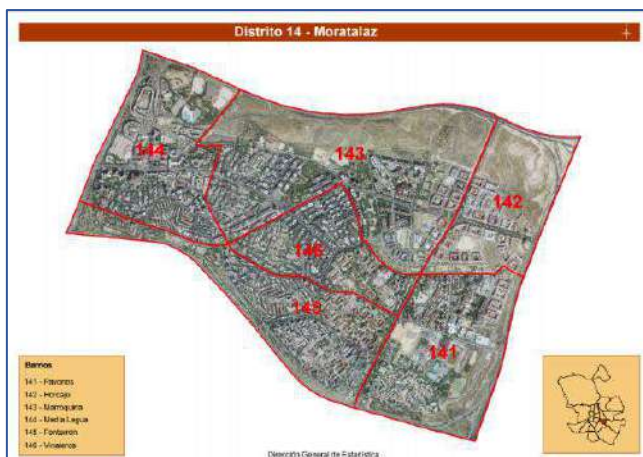 Distrito 14 - Moratalaz
143
144
142
146
145
141
Barrios
141 - Pavones
142 - Horcajo
143 - Marroquina
144 - Media Legua
145 - Fontarrón
146 - Vinateros
Dirección General de Estadística